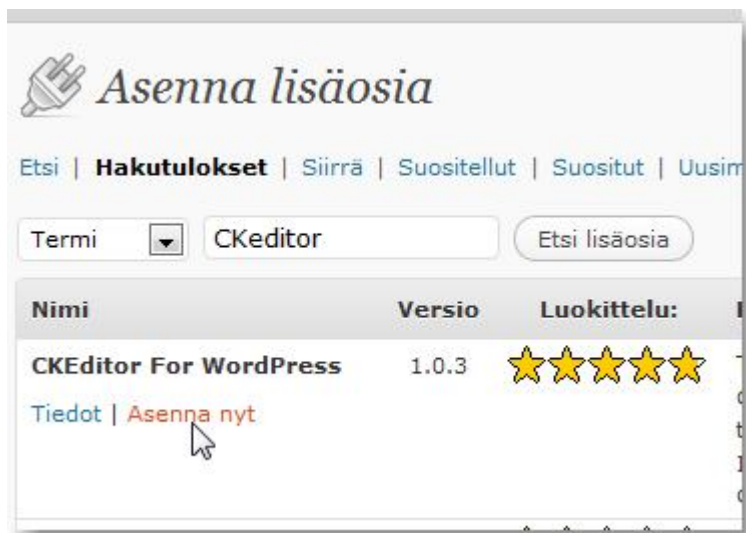 Asenna lisäosia
Etsi | Hakutulokset | Siirrä | Suositellut | Suositut |
Termi CKeditor Etsi lisäosia
Nimi Versio Luokittelu:
CKEditor For WordPress 1.0.3
Tiedot | Asenna nyt